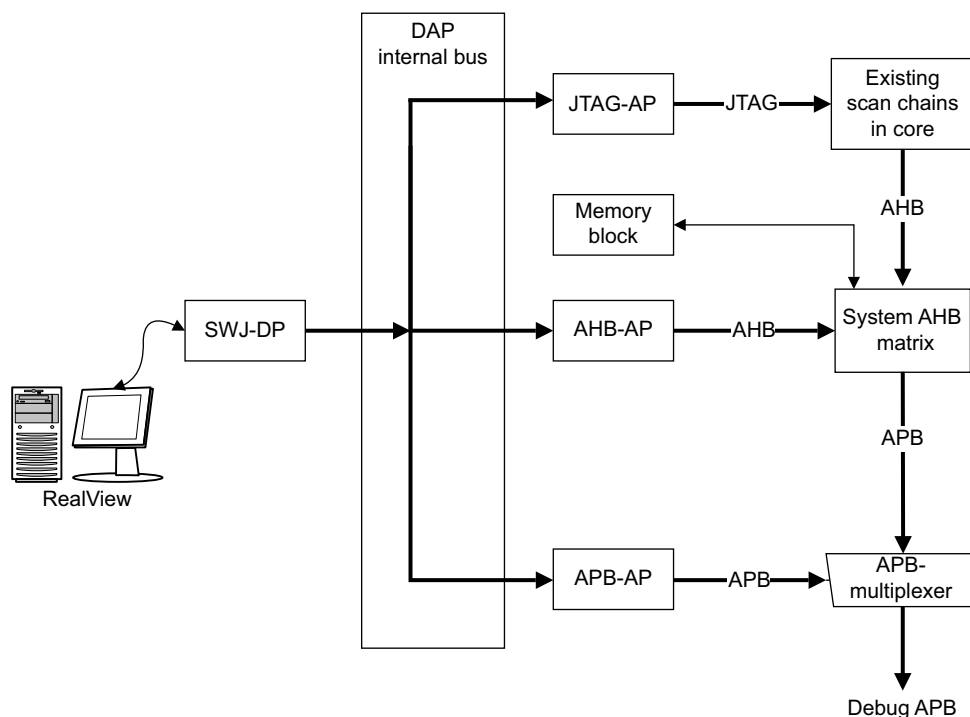 DAP
internal bus
JTAG-AP
JTAG
Existing
scan chains
in core
AHB
Memory
block
SWJ-DP
AHB-AP
AHB
System AHB
matrix
APB
RealView
APB-AP
APB
APB-
multiplexer
Debug APB